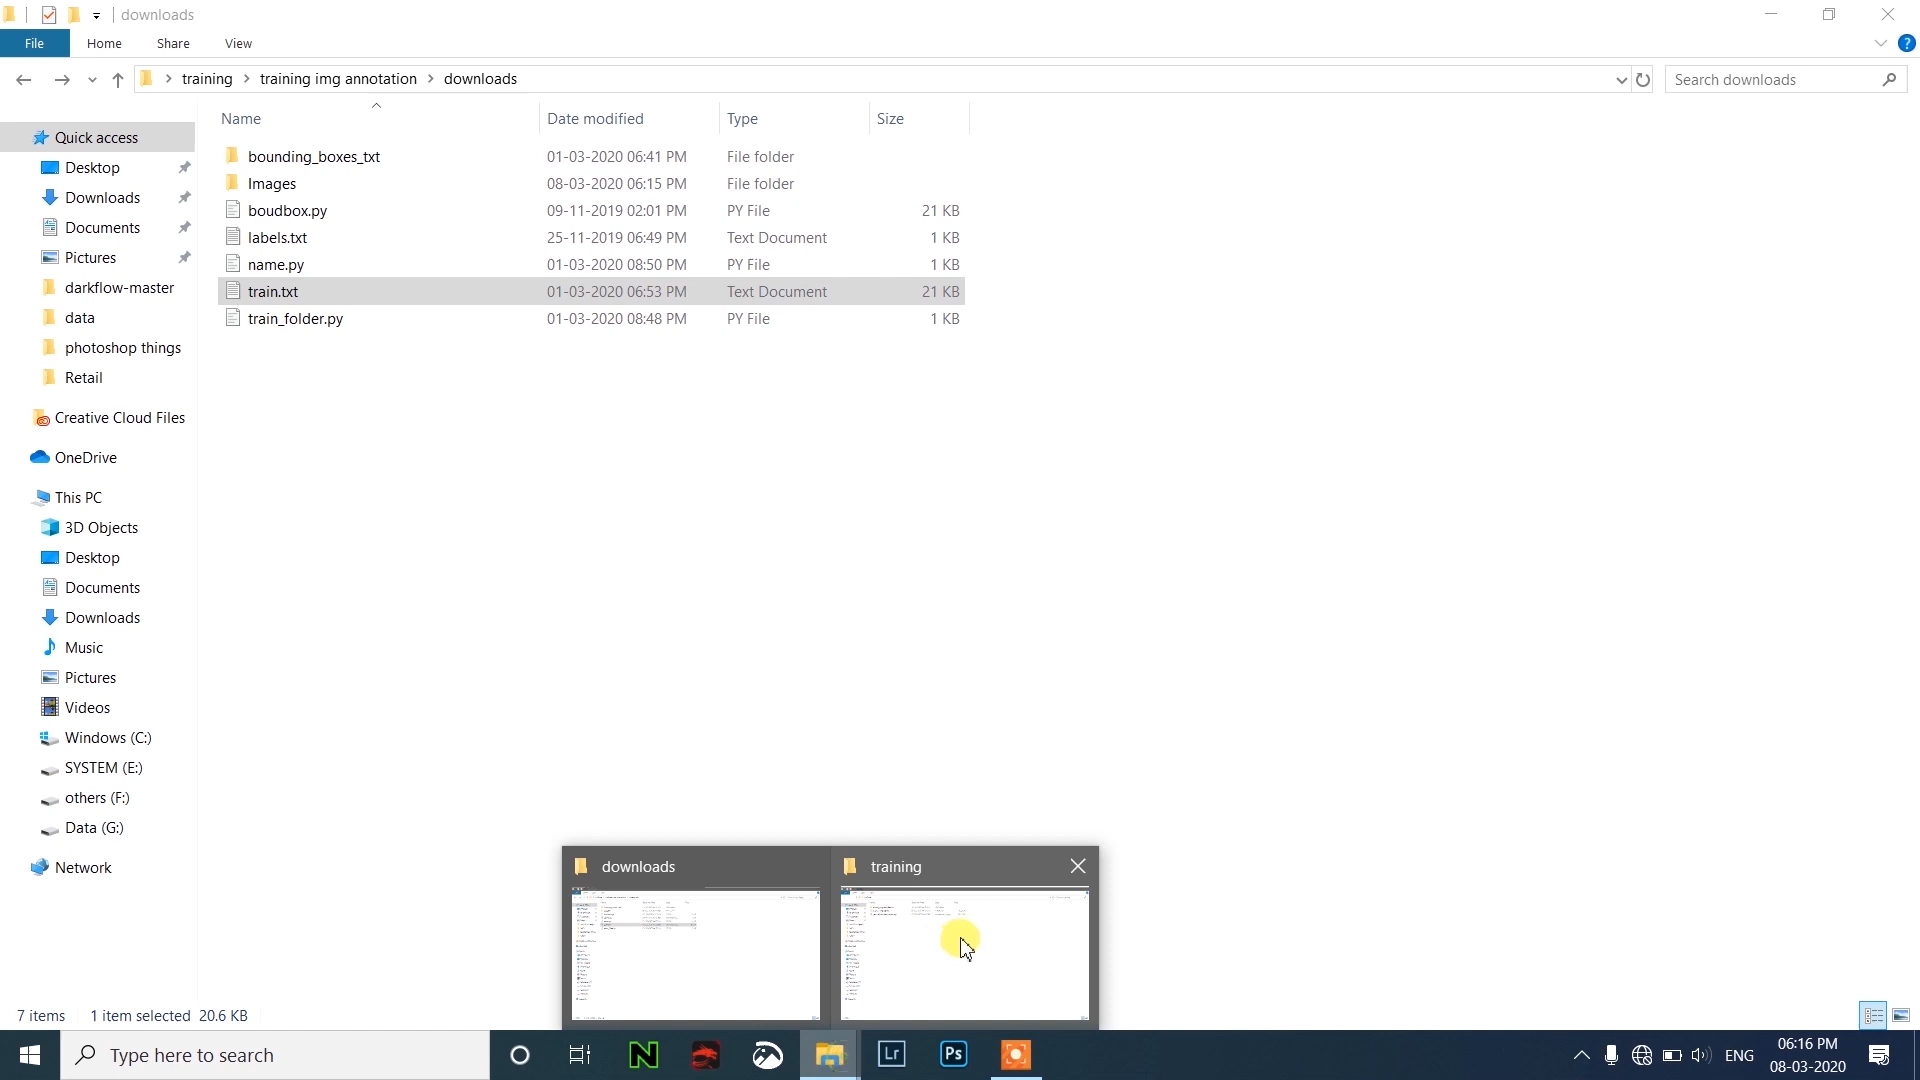 downloads
File Home Share View
training training img annotation downloads
Search downloads
Name Date modified Type Size
Quick access
bounding_boxes_txt 01-03-2020 06:41 PM File folder
Desktop
Images 08-03-2020 06:15 PM File folder
Downloads
boudbox.py 09-11-2019 02:01 PM PY File 21 KB
Documents
labels.txt 25-11-2019 06:49 PM Text Document 1 KB
Pictures
name.py 01-03-2020 08:50 PM PY File 1 KB
darkflow-master
train.txt 01-03-2020 06:53 PM Text Document 21 KB
data
train_folder.py 01-03-2020 08:48 PM PY File 1 KB
photoshop things
Retail
Creative Cloud Files
OneDrive
This PC
3D Objects
Desktop
Documents
Downloads
Music
Pictures
Videos
Windows (C:)
SYSTEM (E:)
others (F:)
Data (G:)
Network
downloads training
7 items 1 item selected 20.6 KB
Type here to search
Lr Ps
ENG
06:16 PM
08-03-2020